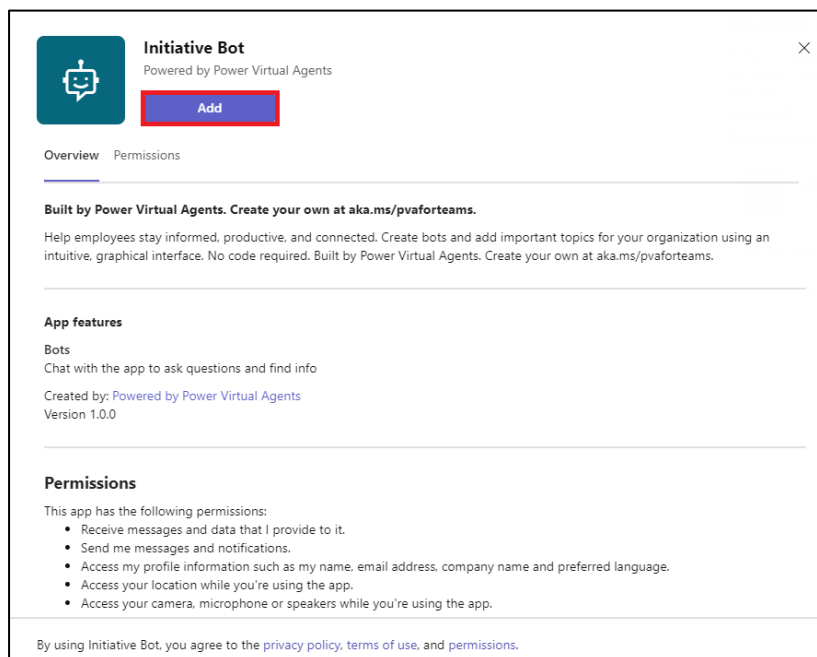 Initiative Bot
Powered by Power Virtual Agents
Add
Overview Permissions
Built by Power Virtual Agents. Create your own at aka.ms/pvaforteams.
Help employees stay informed, productive, and connected. Create bots and add important topics for your organization using an
intuitive, graphical interface. No code required. Built by Power Virtual Agents. Create your own at aka.ms/pvaforteams.
App features
Bots
Chat with the app to ask questions and find info
Created by: Powered by Power Virtual Agents
Version 1.0.0
Permissions
This app has the following permissions:
• Receive messages and data that I provide to it.
• Send me messages and notifications.
• Access my profile information such as my name, email address, company name and preferred language.
• Access your location while you're using the app.
• Access your camera, microphone or speakers while you're using the app.
By using Initiative Bot, you agree to the privacy policy, terms of use, and permissions.